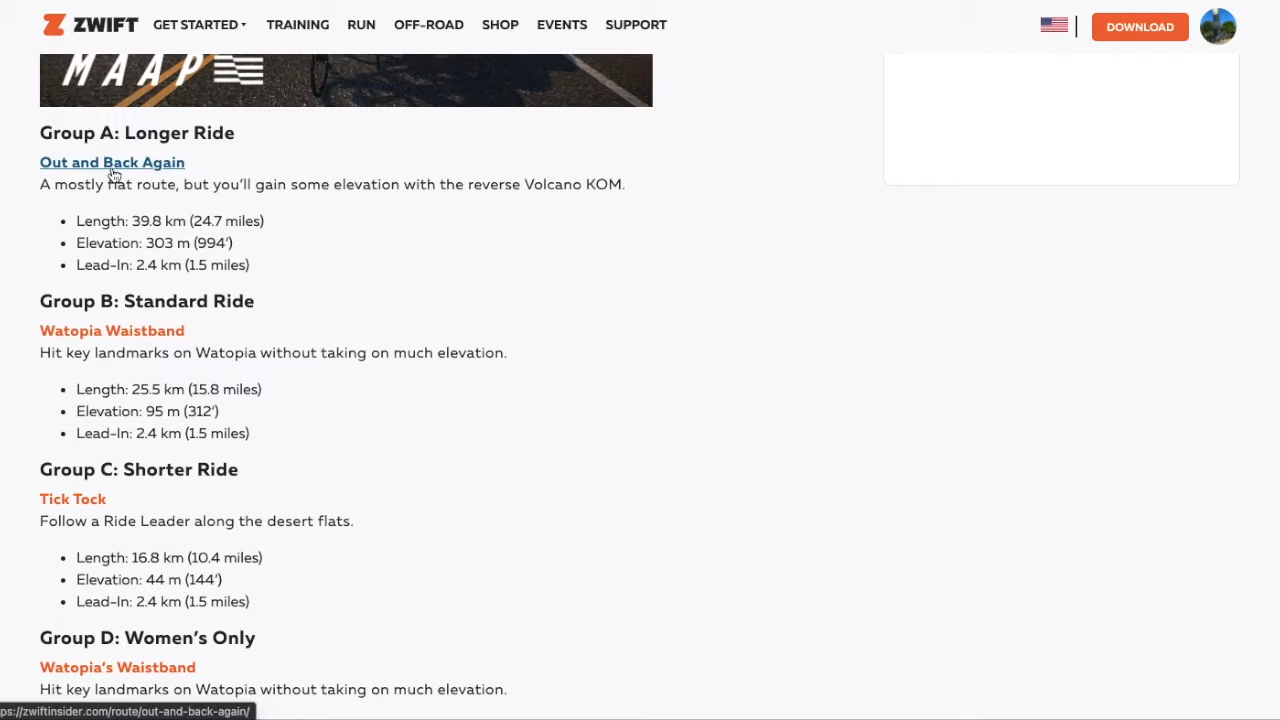 ZWIFT GET STARTED TRAINING RUN OFF-ROAD SHOP EVENTS SUPPORT DOWNLOAD
MAAP
Group A: Longer Ride
Out and Back Again
A mostly flat route, but you’ll gain some elevation with the reverse Volcano KOM.
• Length: 39.8 km (24.7 miles)
• Elevation: 303 m (994’)
• Lead-In: 2.4 km (1.5 miles)
Group B: Standard Ride
Watopia Waistband
Hit key landmarks on Watopia without taking on much elevation.
• Length: 25.5 km (15.8 miles)
• Elevation: 95 m (312’)
• Lead-In: 2.4 km (1.5 miles)
Group C: Shorter Ride
Tick Tock
Follow a Ride Leader along the desert flats.
• Length: 16.8 km (10.4 miles)
• Elevation: 44 m (144’)
• Lead-In: 2.4 km (1.5 miles)
Group D: Women’s Only
Watopia’s Waistband
Hit key landmarks on Watopia without taking on much elevation.
ps://zwiftinsider.com/route/out-and-back-again/